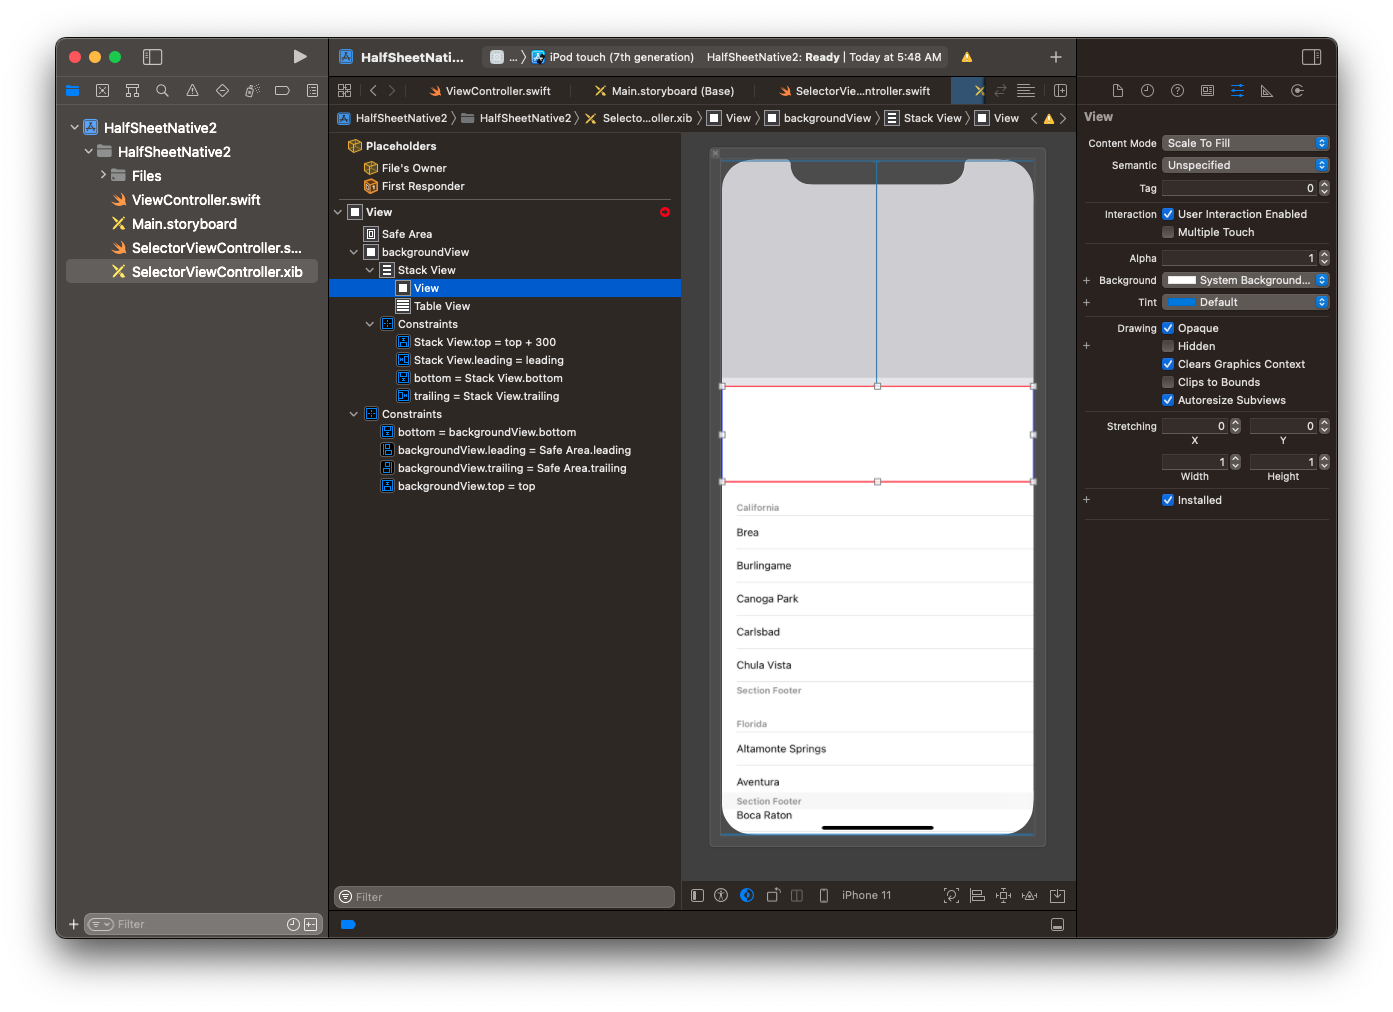 HalfSheetNati...
...
iPod touch (7th generation)
HalfSheetNative2: Ready | Today at 5:48 AM
ViewController.swift
Main.storyboard (Base)
SelectorVie...ntroller.swift
HalfSheetNative2
HalfSheetNative2
Selecto...oller.xib
View
backgroundView
Stack View
View
HalfSheetNative2
HalfSheetNative2
Files
ViewController.swift
Main.storyboard
SelectorViewController.s...
SelectorViewController.xib
Filter
Placeholders
File's Owner
First Responder
View
Safe Area
backgroundView
Stack View
View
Table View
Constraints
Stack View.top = top + 300
Stack View.leading = leading
bottom = Stack View.bottom
trailing = Stack View.trailing
Constraints
bottom = backgroundView.bottom
backgroundView.leading = Safe Area.leading
backgroundView.trailing = Safe Area.trailing
backgroundView.top = top
Filter
California
Brea
Burlingame
Canoga Park
Carlsbad
Chula Vista
Section Footer
Florida
Altamonte Springs
Aventura
Section Footer
Boca Raton
iPhone 11
View
Content Mode Scale To Fill
Semantic Unspecified
Tag 0
Interaction User Interaction Enabled
Multiple Touch
Alpha 1
+ Background System Background...
+ Tint Default
Drawing Opaque
+ Hidden
Clears Graphics Context
Clips to Bounds
Autoresize Subviews
Stretching 0 0
X Y
1 1
Width Height
+ Installed